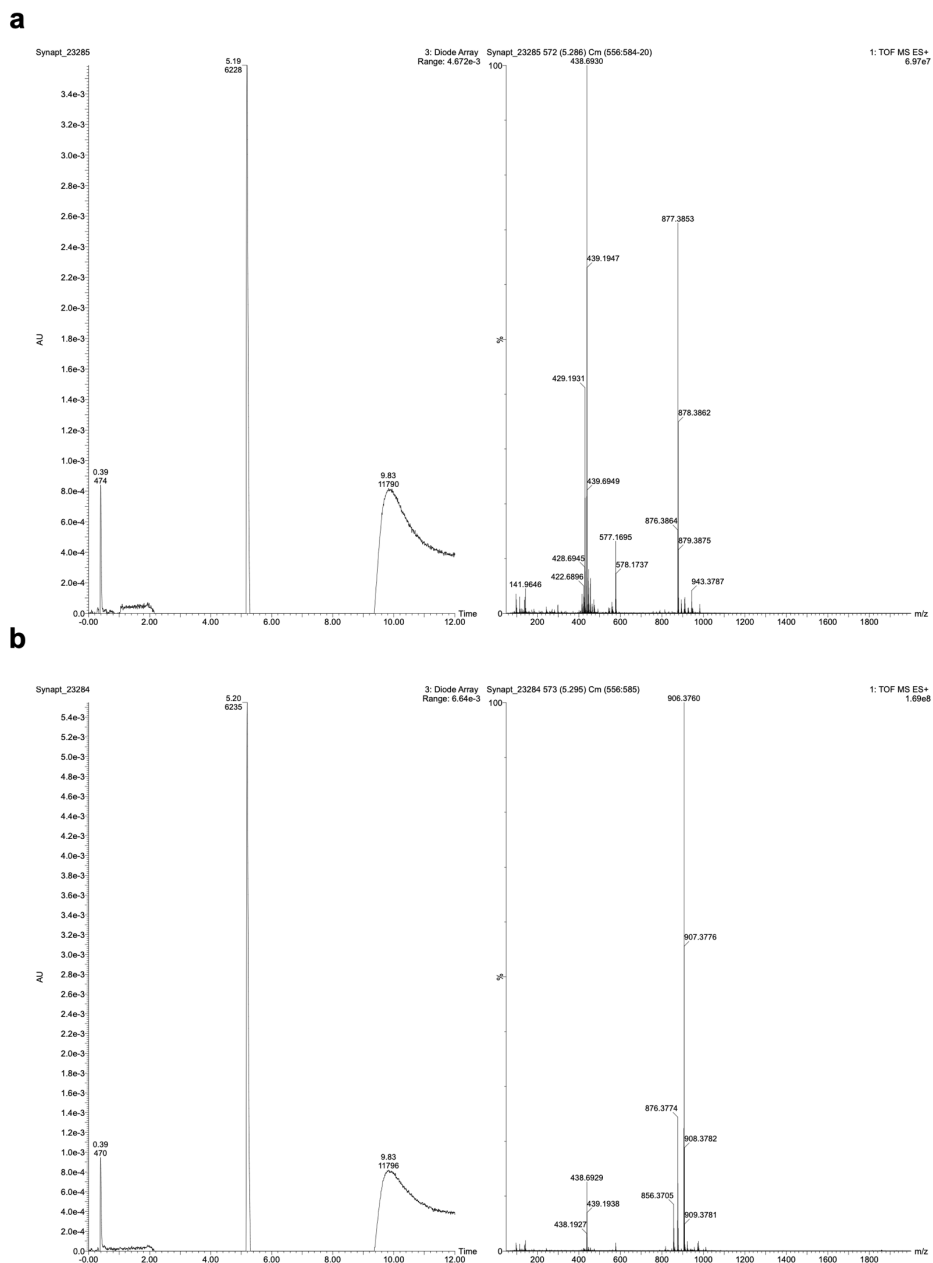 a
Synapt_23285
3: Diode Array
Range: 4.672e-3
5.19
6228
3.4e-3
3.2e-3
3.0e-3
2.8e-3
2.6e-3
2.4e-3
2.2e-3
2.0e-3
1.8e-3
1.6e-3
1.4e-3
1.2e-3
1.0e-3
8.0e-4
6.0e-4
4.0e-4
2.0e-4
0.0
AU
0.39
474
9.83
11790
-0.00 2.00 4.00 6.00 8.00 10.00 12.00
Time
Synapt_23285 572 (5.286) Cm (556:584-20)
1: TOF MS ES+
6.97e7
100
%
0
438.6930
877.3853
439.1947
429.1931
878.3862
439.6949
876.3864
577.1695
879.3875
428.6945
578.1737
422.6896
141.9646
943.3787
200 400 600 800 1000 1200 1400 1600 1800
m/z
b
Synapt_23284
3: Diode Array
Range: 6.64e-3
5.20
6235
5.4e-3
5.2e-3
5.0e-3
4.8e-3
4.6e-3
4.4e-3
4.2e-3
4.0e-3
3.8e-3
3.6e-3
3.4e-3
3.2e-3
3.0e-3
2.8e-3
2.6e-3
2.4e-3
2.2e-3
2.0e-3
1.8e-3
1.6e-3
1.4e-3
1.2e-3
1.0e-3
8.0e-4
6.0e-4
4.0e-4
2.0e-4
0.0
AU
0.39
470
9.83
11796
-0.00 2.00 4.00 6.00 8.00 10.00 12.00
Time
Synapt_23284 573 (5.295) Cm (556:585)
1: TOF MS ES+
1.69e8
100
%
0
906.3760
907.3776
876.3774
908.3782
438.6929
856.3705
439.1938
909.3781
438.1927
200 400 600 800 1000 1200 1400 1600 1800
m/z